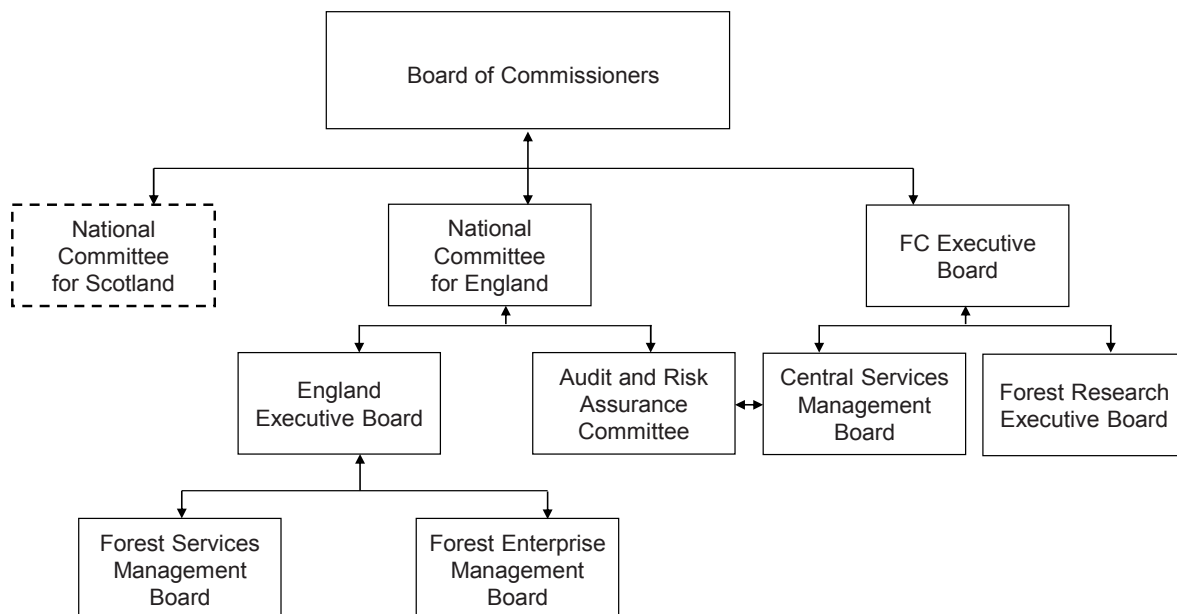 Board of Commissioners
National
Committee
for Scotland
National
Committee
for England
FC Executive
Board
England
Executive Board
Audit and Risk
Assurance
Committee
Central Services
Management
Board
Forest Research
Executive Board
Forest Services
Management
Board
Forest Enterprise
Management
Board